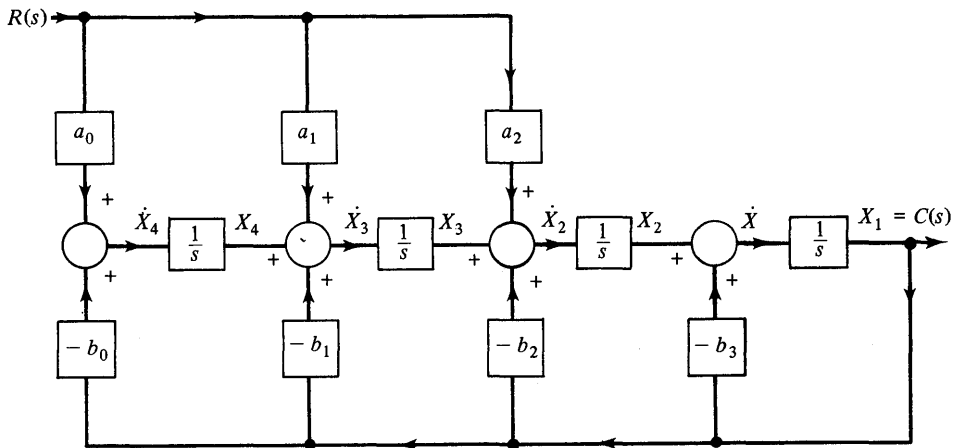 R(s)
a₀ a₁ a₂
+ + +
Ẋ₄ 1/s X₄ Ẋ₃ 1/s X₃ Ẋ₂ 1/s X₂ Ẋ 1/s X₁ = C(s)
+ + + + + + +
− b₀ − b₁ − b₂ − b₃